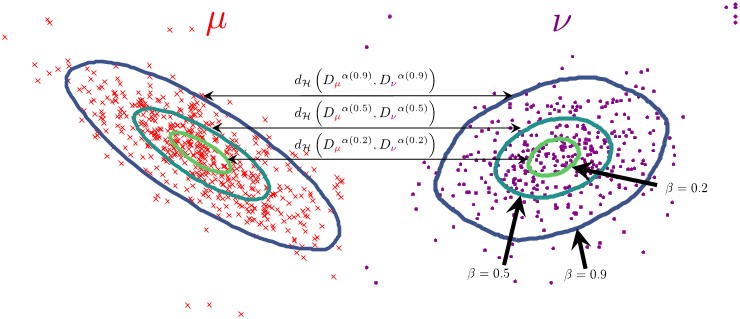 μ ν
d_ℋ (D_μ^{α(0.9)}, D_ν^{α(0.9)})
d_ℋ (D_μ^{α(0.5)}, D_ν^{α(0.5)})
d_ℋ (D_μ^{α(0.2)}, D_ν^{α(0.2)})
β = 0.2
β = 0.5 β = 0.9